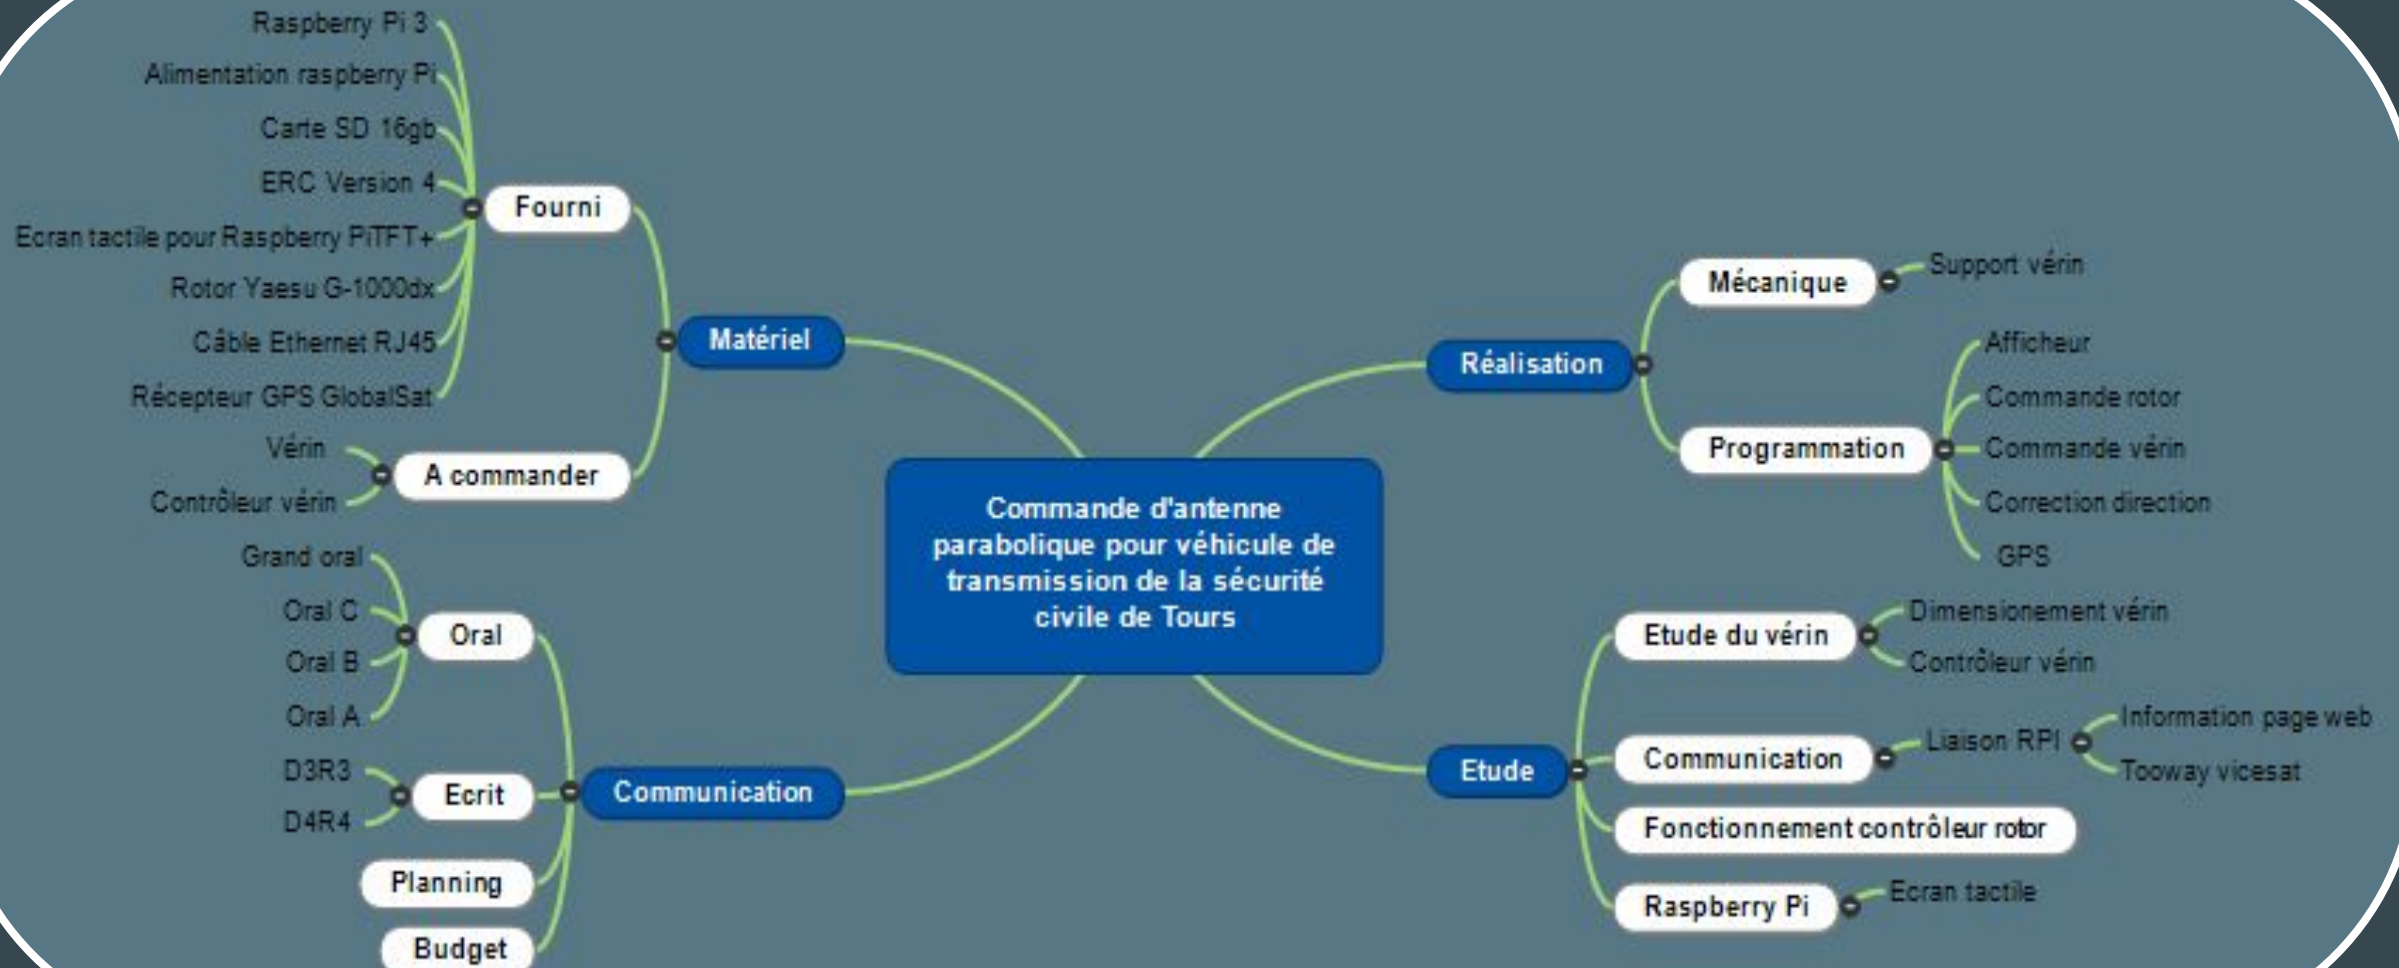 Raspberry Pi 3
Alimentation raspberry Pi
Carte SD 16gb
ERC Version 4
Ecran tactile pour Raspberry PiTFT+
Rotor Yaesu G-1000dx
Câble Ethernet RJ45
Récepteur GPS GlobalSat
Fourni
Vérin
Contrôleur vérin
A commander
Matériel
Grand oral
Oral C
Oral B
Oral A
Oral
D3R3
D4R4
Ecrit
Planning
Budget
Communication
Commande d'antenne
parabolique pour véhicule de
transmission de la sécurité
civile de Tours
Réalisation
Mécanique
Support vérin
Programmation
Afficheur
Commande rotor
Commande vérin
Correction direction
GPS
Etude
Etude du vérin
Dimensionement vérin
Contrôleur vérin
Communication
Liaison RPI
Information page web
Tooway vicesat
Fonctionnement contrôleur rotor
Raspberry Pi
Ecran tactile